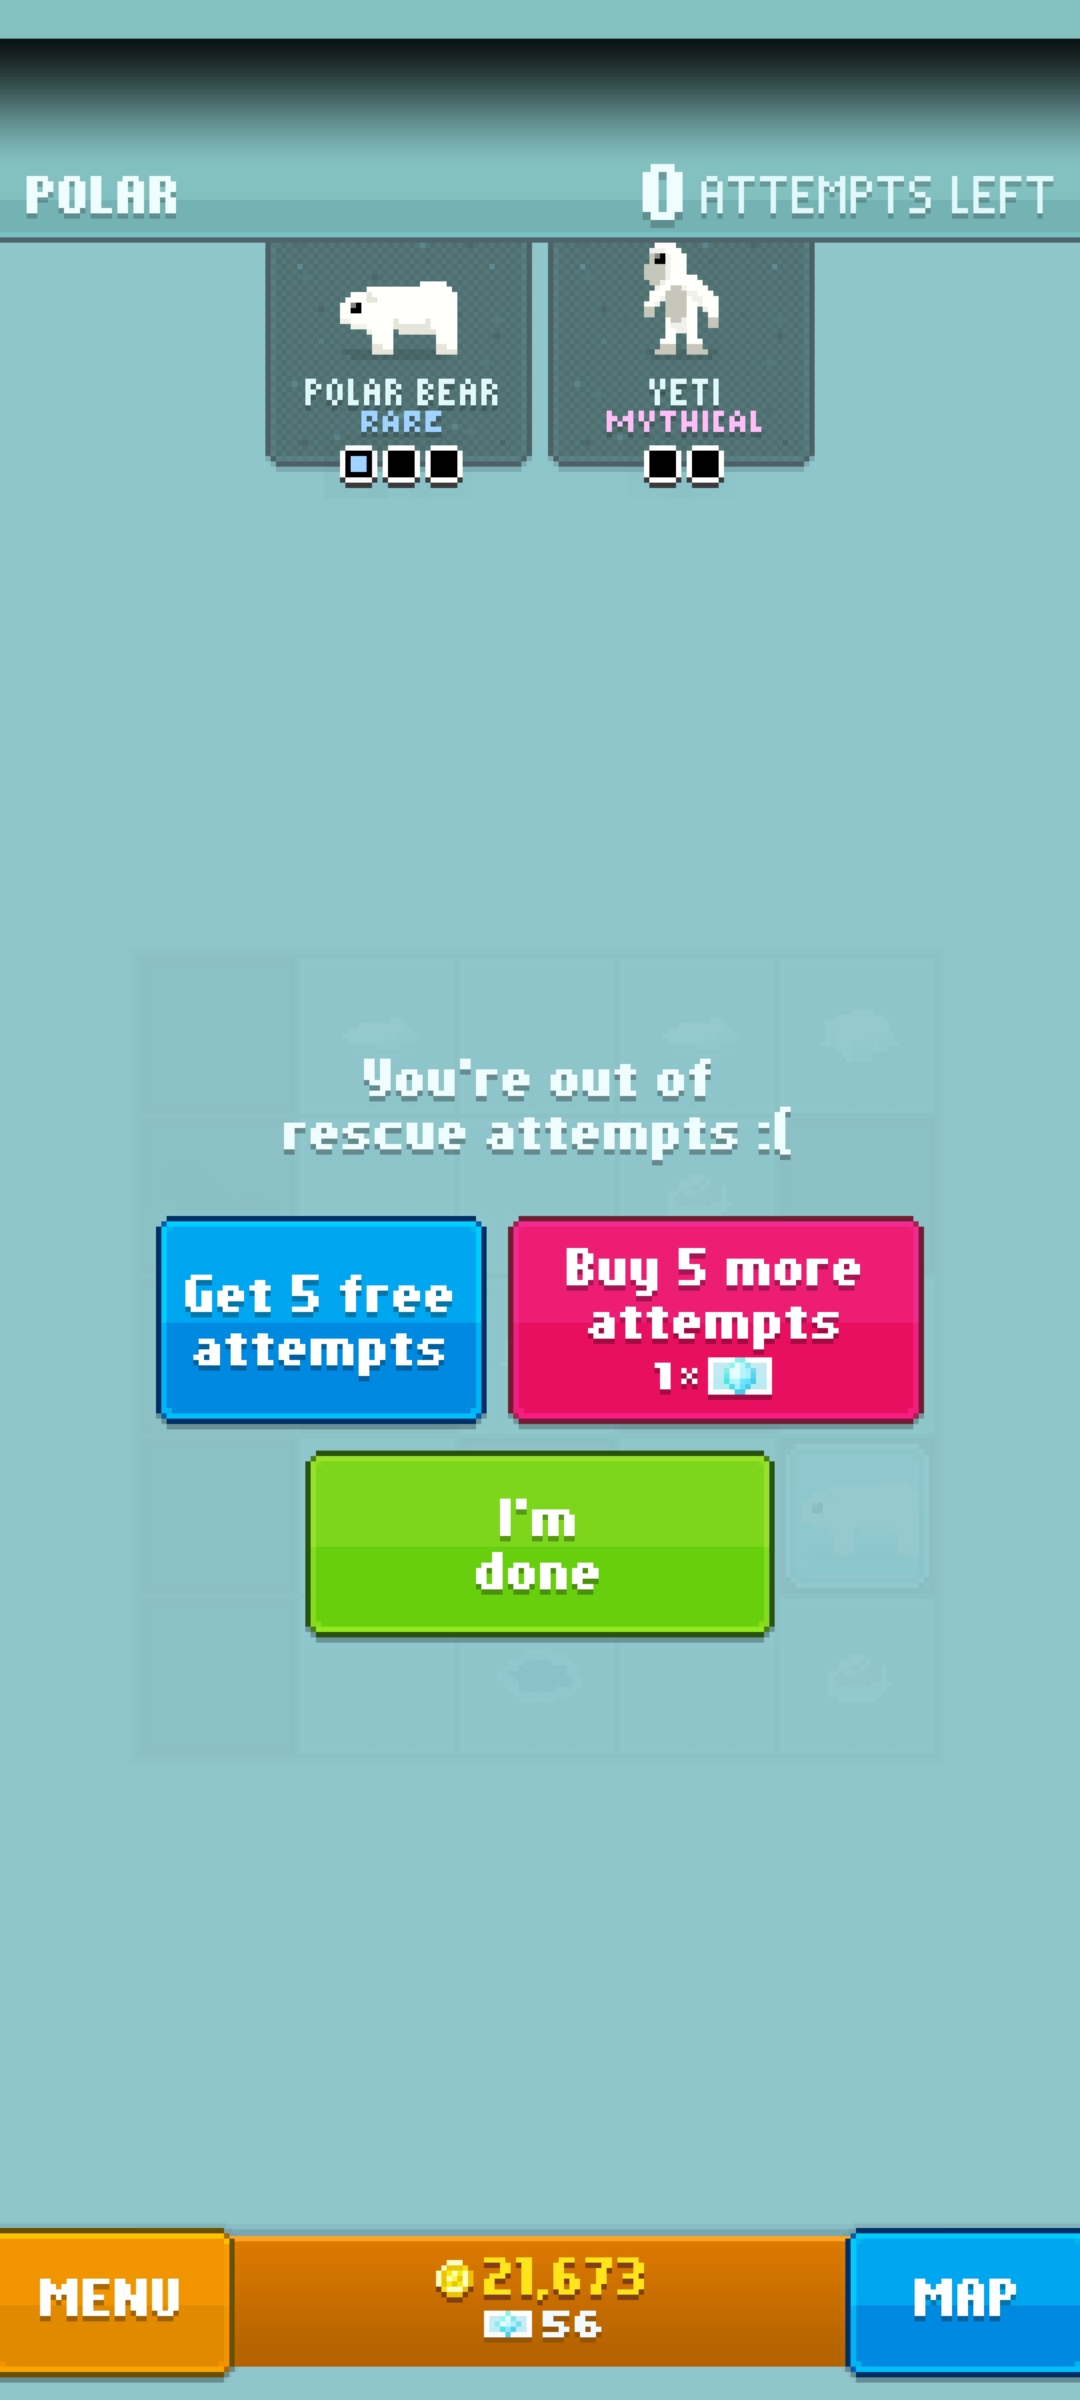 POLAR
0 ATTEMPTS LEFT
POLAR BEAR
RARE
YETI
MYTHICAL
You're out of
rescue attempts :(
Get 5 free
attempts
Buy 5 more
attempts
1×
I'm
done
MENU
21,673
56
MAP